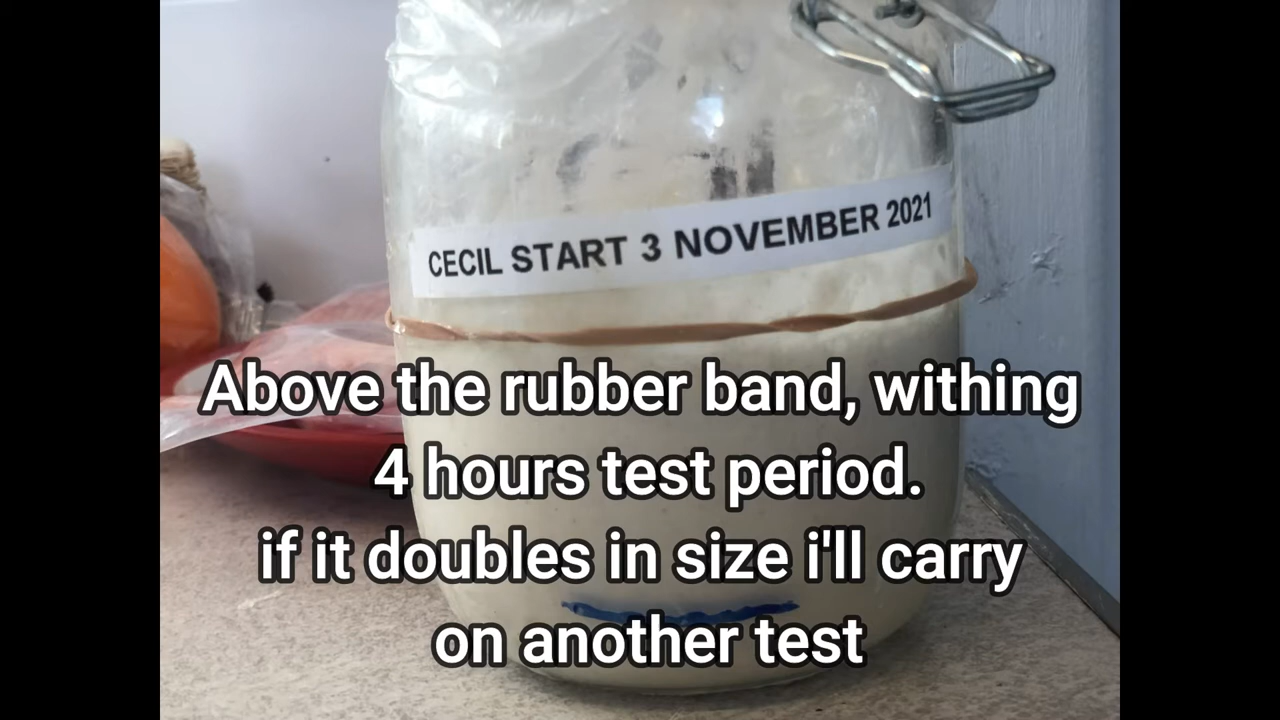 CECIL START 3 NOVEMBER 2021
Above the rubber band, withing
4 hours test period.
if it doubles in size i'll carry
on another test